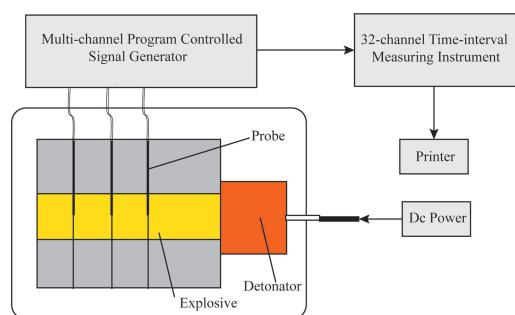 Multi-channel Program Controlled
Signal Generator
32-channel Time-interval
Measuring Instrument
Probe
Printer
Dc Power
Detonator
Explosive